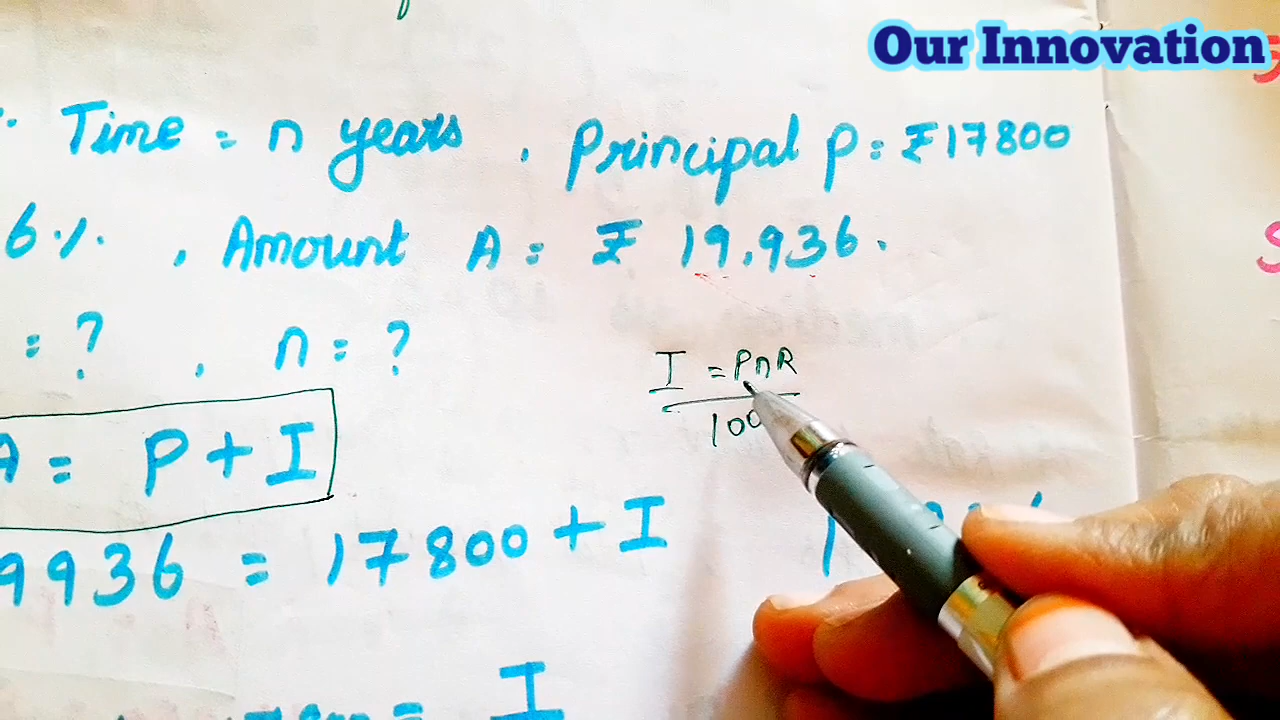 Our Innovation
Time = n years , Principal P = ₹17800
6% , Amount A = ₹ 19,936.
= ? , n = ?
I = PnR
100
A = P + I
9936 = 17800 + I
= I